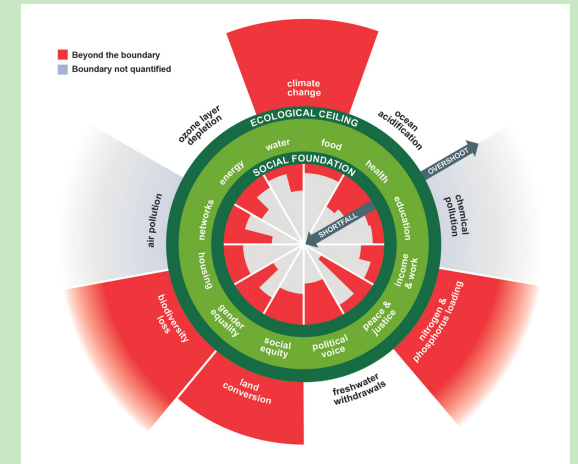 Beyond the boundary
Boundary not quantified
climate
change
ozone layer
depletion
ECOLOGICAL CEILING
ocean
acidification
OVERSHOOT
water
food
energy
SOCIAL FOUNDATION
health
networks
education
air pollution
SHORTFALL
chemical
pollution
housing
income
& work
gender
equality
peace &
justice
social
equity
political
voice
biodiversity
loss
nitrogen &
phosphorus loading
land
conversion
freshwater
withdrawals